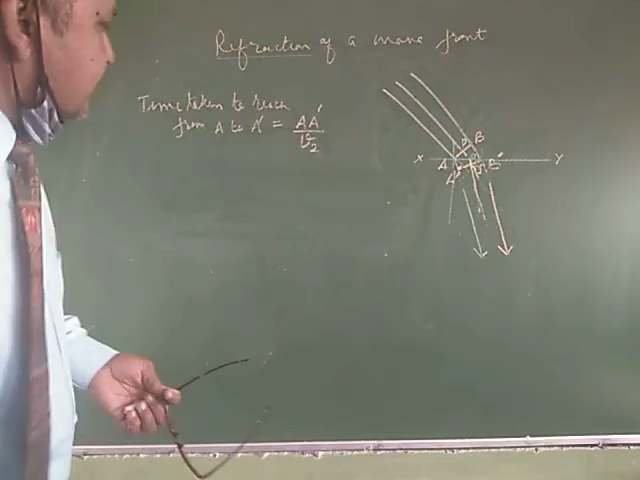 Refraction of a wave front
Time taken to reach
from A to A' = AA'/v₂
B
X A B' Y
A'